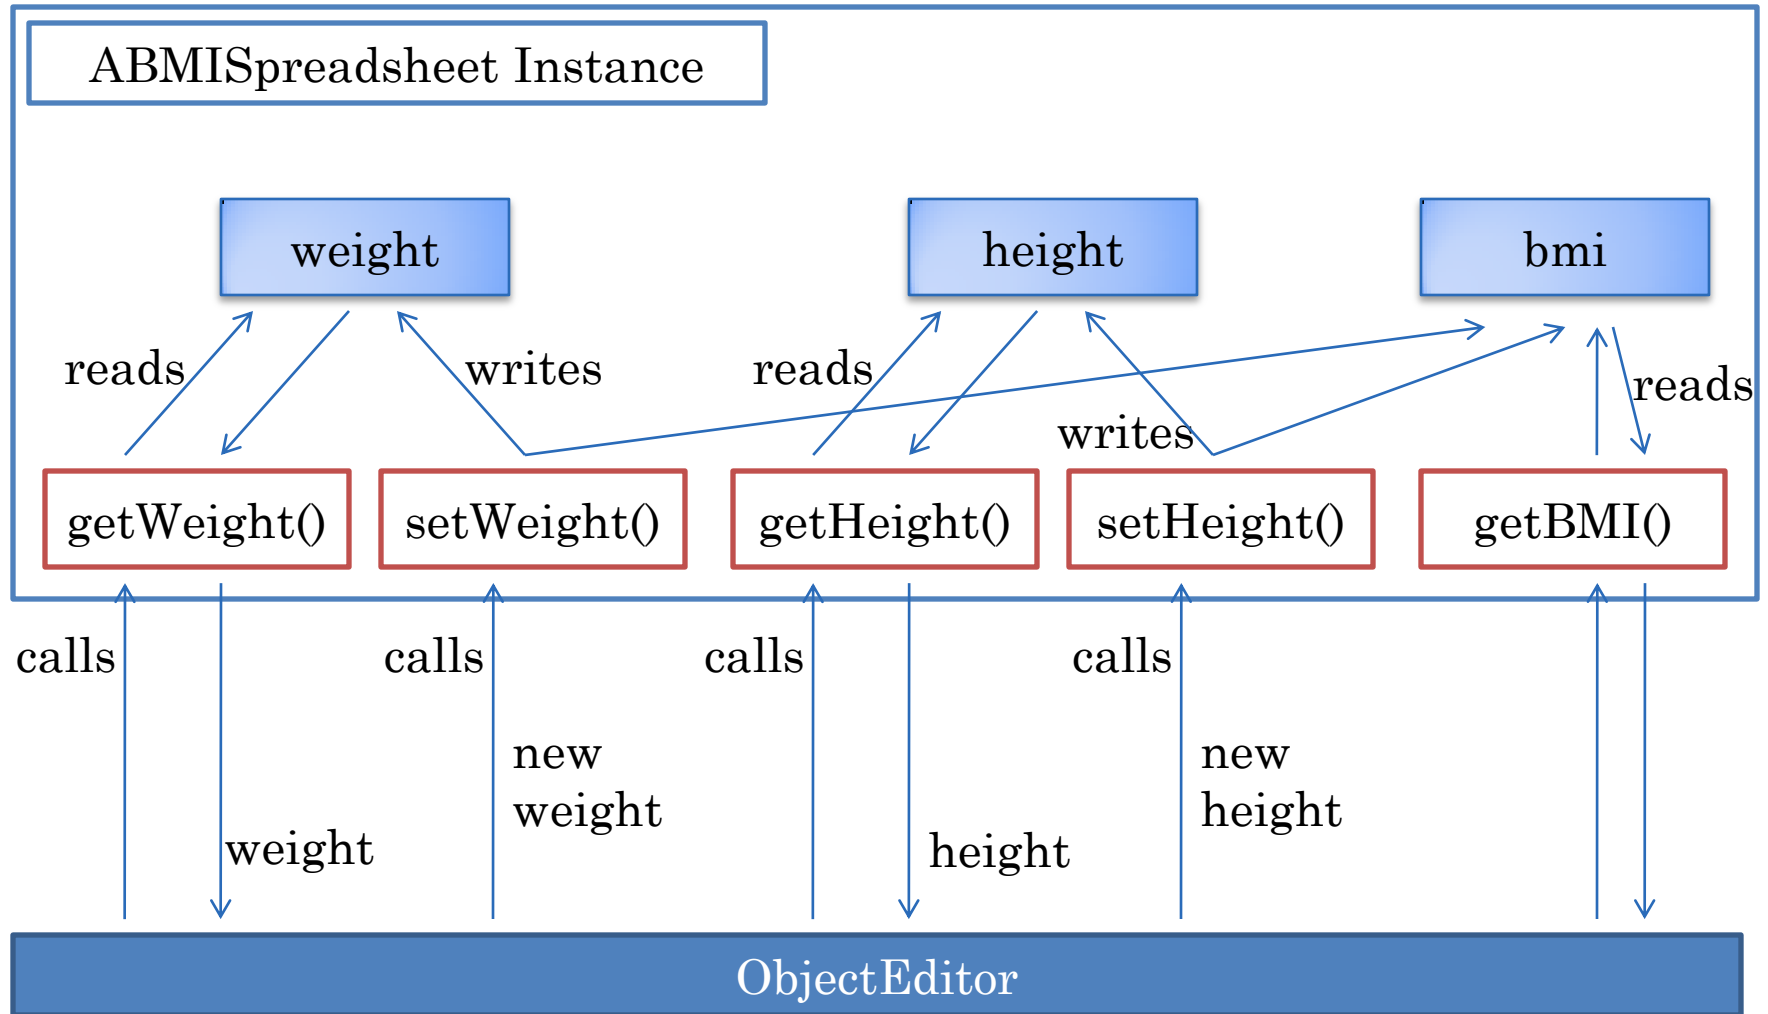 ABMISpreadsheet Instance
weight
height
bmi
reads
writes
reads
writes
reads
getWeight()
setWeight()
getHeight()
setHeight()
getBMI()
calls
calls
calls
calls
new
weight
new
height
weight
height
ObjectEditor